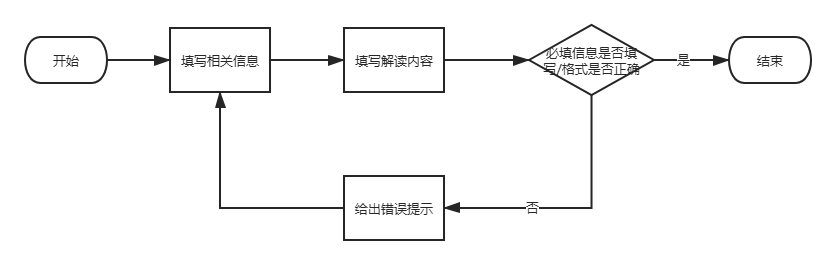 开始
填写相关信息
填写解读内容
必填信息是否填
写/格式是否正确
是
结束
给出错误提示
否